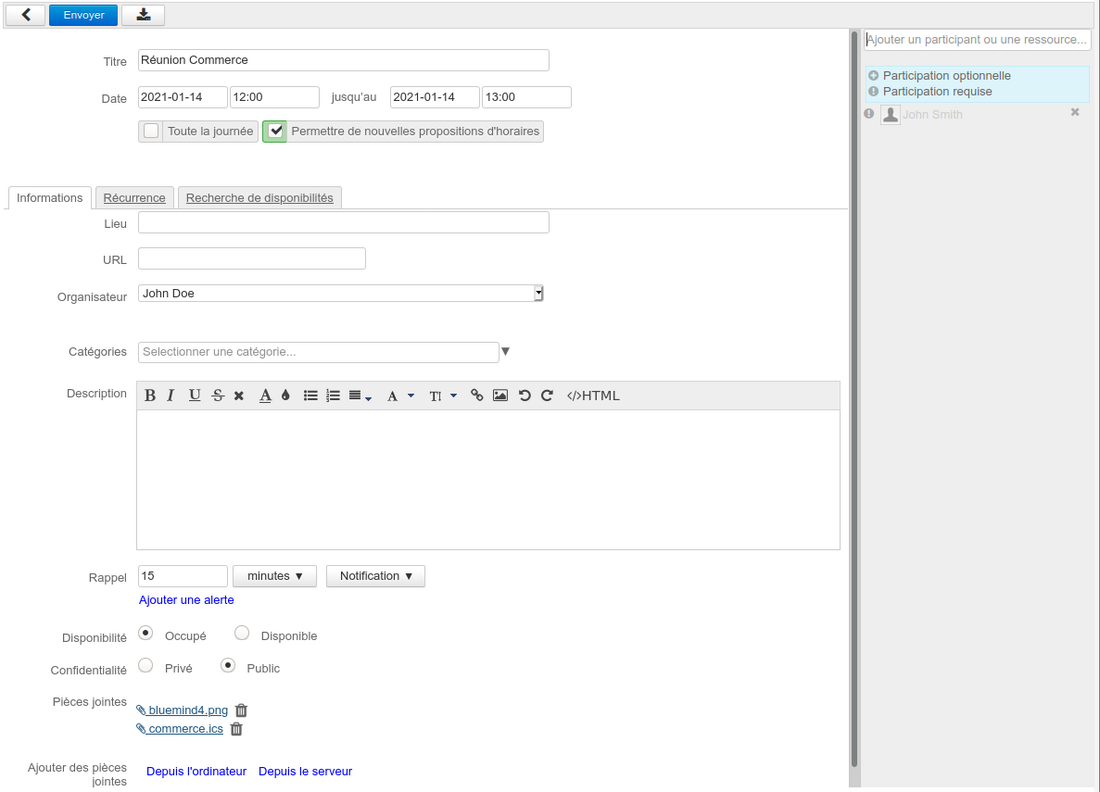 Envoyer
Titre
Réunion Commerce
Date
2021-01-14
12:00
jusqu'au
2021-01-14
13:00
Toute la journée
Permettre de nouvelles propositions d'horaires
Informations
Récurrence
Recherche de disponibilités
Lieu
URL
Organisateur
John Doe
Catégories
Selectionner une catégorie...
Description
B I U S A A T </>HTML
Rappel
15
minutes ▼
Notification ▼
Ajouter une alerte
Disponibilité
Occupé
Disponible
Confidentialité
Privé
Public
Pièces jointes
bluemind4.png
commerce.ics
Ajouter des pièces
jointes
Depuis l'ordinateur
Depuis le serveur
Ajouter un participant ou une ressource...
Participation optionnelle
Participation requise
John Smith